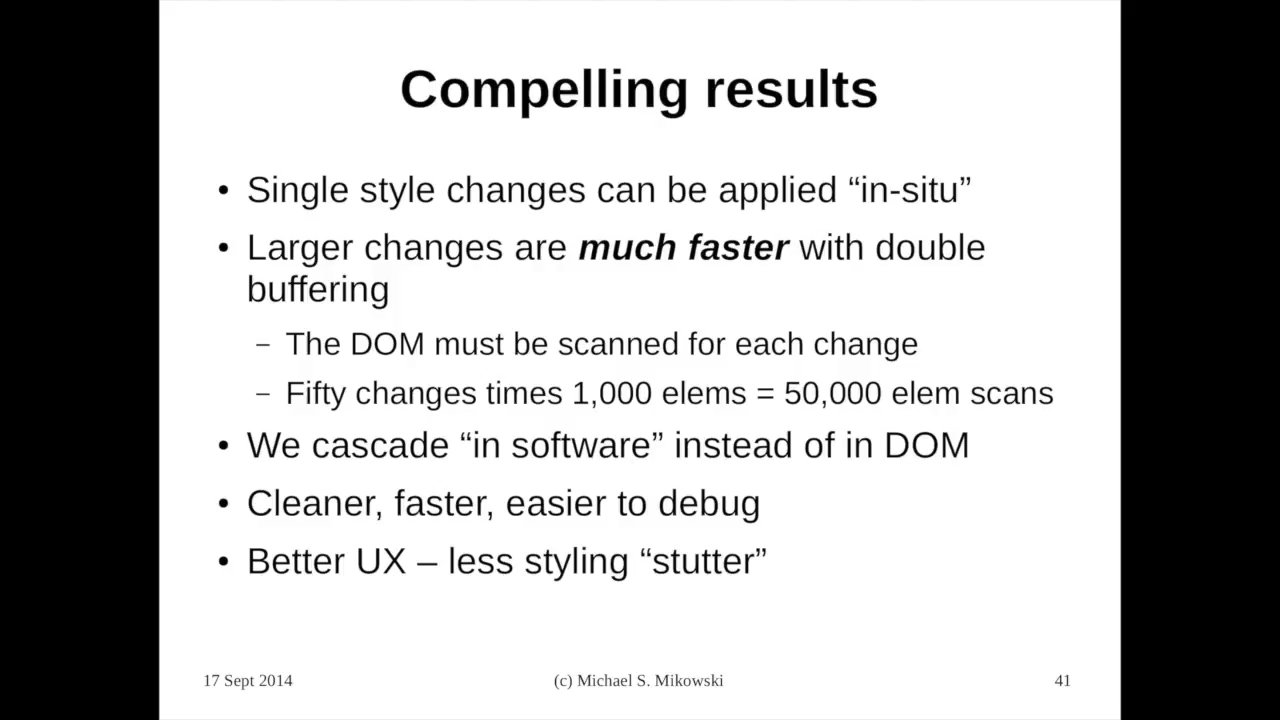 Compelling results
• Single style changes can be applied “in-situ”
• Larger changes are much faster with double
buffering
– The DOM must be scanned for each change
– Fifty changes times 1,000 elems = 50,000 elem scans
• We cascade “in software” instead of in DOM
• Cleaner, faster, easier to debug
• Better UX – less styling “stutter”
17 Sept 2014 (c) Michael S. Mikowski 41